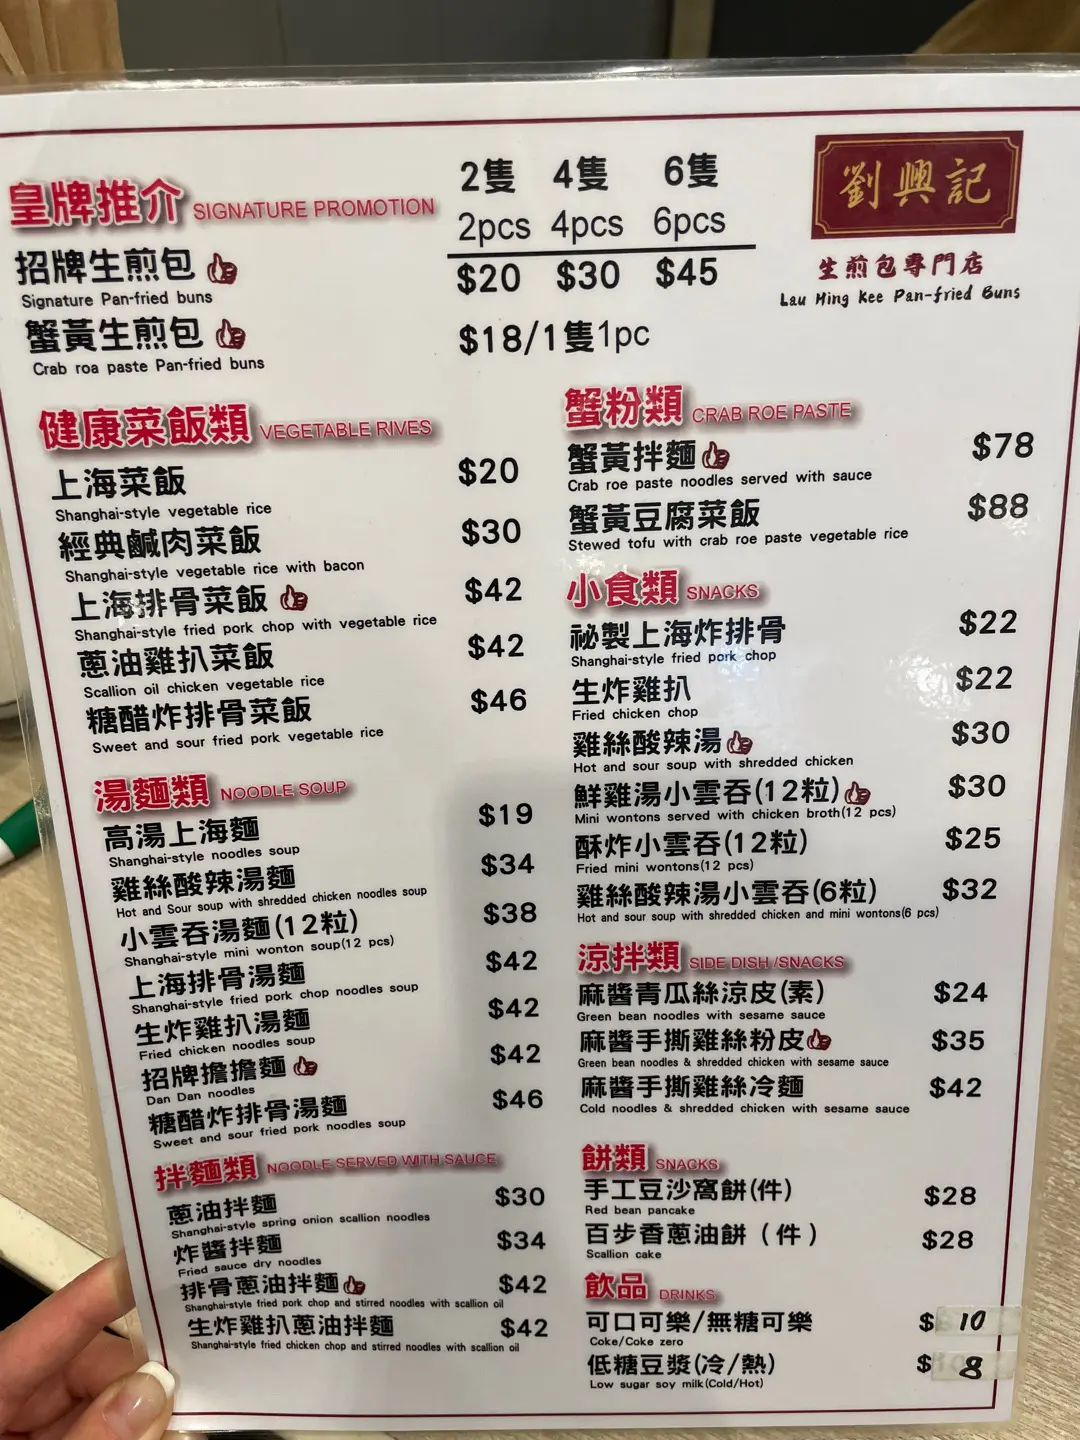 皇牌推介 SIGNATURE PROMOTION
2隻 4隻 6隻
2pcs 4pcs 6pcs
招牌生煎包 $20 $30 $45
Signature Pan-fried buns
蟹黃生煎包 $18/1隻1pc
Crab roa paste Pan-fried buns
劉興記
生煎包專門店
Lau Hing Kee Pan-fried Buns
健康菜飯類 VEGETABLE RIVES
上海菜飯 $20
Shanghai-style vegetable rice
經典鹹肉菜飯 $30
Shanghai-style vegetable rice with bacon
上海排骨菜飯 $42
Shanghai-style fried pork chop with vegetable rice
蔥油雞扒菜飯 $42
Scallion oil chicken vegetable rice
糖醋炸排骨菜飯 $46
Sweet and sour fried pork vegetable rice
湯麵類 NOODLE SOUP
高湯上海麵 $19
Shanghai-style noodles soup
雞絲酸辣湯麵 $34
Hot and Sour soup with shredded chicken noodles soup
小雲吞湯麵(12粒) $38
Shanghai-style mini wonton soup(12 pcs)
上海排骨湯麵 $42
Shanghai-style fried pork chop noodles soup
生炸雞扒湯麵 $42
Fried chicken noodles soup
招牌擔擔麵 $42
Dan Dan noodles
糖醋炸排骨湯麵 $46
Sweet and sour fried pork noodles soup
拌麵類 NOODLE SERVED WITH SAUCE
蔥油拌麵 $30
Shanghai-style spring onion scallion noodles
炸醬拌麵 $34
Fried sauce dry noodles
排骨蔥油拌麵 $42
Shanghai-style fried pork chop and stirred noodles with scallion oil
生炸雞扒蔥油拌麵 $42
Shanghai-style fried chicken chop and stirred noodles with scallion oil
蟹粉類 CRAB ROE PASTE
蟹黃拌麵 $78
Crab roe paste noodles served with sauce
蟹黃豆腐菜飯 $88
Stewed tofu with crab roe paste vegetable rice
小食類 SNACKS
祕製上海炸排骨 $22
Shanghai-style fried pork chop
生炸雞扒 $22
Fried chicken chop
雞絲酸辣湯 $30
Hot and sour soup with shredded chicken
鮮雞湯小雲吞(12粒) $30
Mini wontons served with chicken broth(12 pcs)
酥炸小雲吞(12粒) $25
Fried mini wontons(12 pcs)
雞絲酸辣湯小雲吞(6粒) $32
Hot and sour soup with shredded chicken and mini wontons(6 pcs)
涼拌類 SIDE DISH /SNACKS
麻醬青瓜絲涼皮(素) $24
Green bean noodles with sesame sauce
麻醬手撕雞絲粉皮 $35
Green bean noodles & shredded chicken with sesame sauce
麻醬手撕雞絲冷麵 $42
Cold noodles & shredded chicken with sesame sauce
餅類 SNACKS
手工豆沙窩餅(件) $28
Red bean pancake
百步香蔥油餅(件) $28
Scallion cake
飲品 DRINKS
可口可樂/無糖可樂 $10
Coke/Coke zero
低糖豆漿(冷/熱) $8
Low sugar soy milk(Cold/Hot)